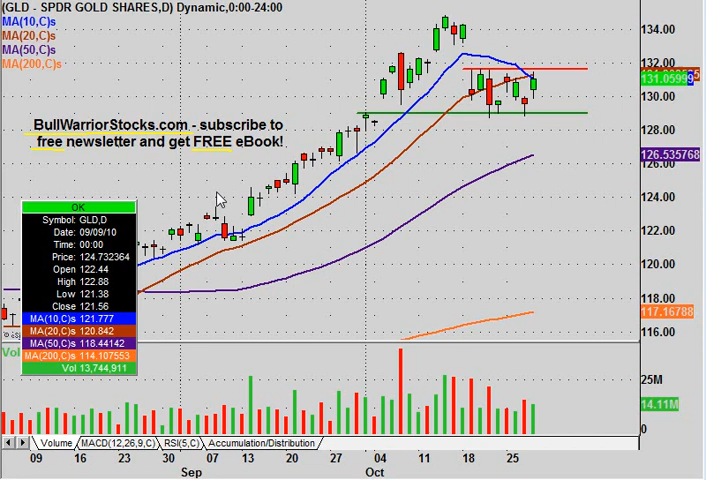 (GLD - SPDR GOLD SHARES,D) Dynamic,0:00-24:00
MA(10,C)s
MA(20,C)s
MA(50,C)s
MA(200,C)s
134.00
132.00
131.05999
130.00
128.00
126.535768
126.00
124.00
122.00
120.00
118.00
117.16788
116.00
BullWarriorStocks.com - subscribe to
free newsletter and get FREE eBook!
OK
Symbol: GLD,D
Date: 09/09/10
Time: 00:00
Price: 124.732364
Open 122.44
High 122.88
Low 121.38
Close 121.56
MA(10,C)s 121.777
MA(20,C)s 120.842
MA(50,C)s 118.44142
MA(200,C)s 114.107553
Vol 13,744,911
Vol
25M
14.11M
0
Volume MACD(12,26,9,C) RSI(5,C) Accumulation/Distribution
09 16 23 07 13 20 27 04 11 18 25
Sep Oct